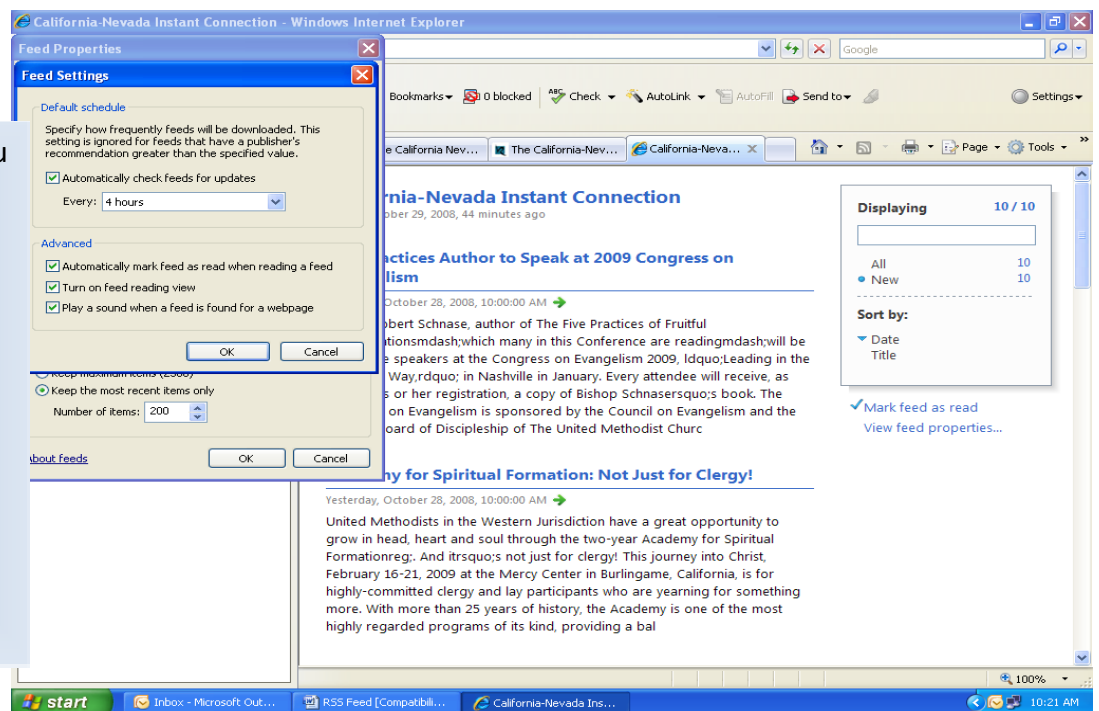 California-Nevada Instant Connection - Windows Internet Explorer
Feed Properties
Google
Feed Settings
Bookmarks
0 blocked
ABC
Check
AutoLink
AutoFill
Send to
Settings
Default schedule
Specify how frequently feeds will be downloaded. This
setting is ignored for feeds that have a publisher's
recommendation greater than the specified value.
Automatically check feeds for updates
Every: 4 hours
u
e California Nev...
The California-Nev...
California-Neva...
Page
Tools
Advanced
Automatically mark feed as read when reading a feed
Turn on feed reading view
Play a sound when a feed is found for a webpage
OK
Cancel
Keep the most recent items only
Number of items: 200
About feeds
OK
Cancel
rnia-Nevada Instant Connection
ober 29, 2008, 44 minutes ago
actices Author to Speak at 2009 Congress on
lism
October 28, 2008, 10:00:00 AM
obert Schnase, author of The Five Practices of Fruitful
tionsmdash;which many in this Conference are readingmdash;will be
e speakers at the Congress on Evangelism 2009, ldquo;Leading in the
Way,rdquo; in Nashville in January. Every attendee will receive, as
s or her registration, a copy of Bishop Schnasersquo;s book. The
on Evangelism is sponsored by the Council on Evangelism and the
oard of Discipleship of The United Methodist Churc
ny for Spiritual Formation: Not Just for Clergy!
Yesterday, October 28, 2008, 10:00:00 AM
United Methodists in the Western Jurisdiction have a great opportunity to
grow in head, heart and soul through the two-year Academy for Spiritual
Formationreg;. And itrsquo;s not just for clergy! This journey into Christ,
February 16-21, 2009 at the Mercy Center in Burlingame, California, is for
highly-committed clergy and lay participants who are yearning for something
more. With more than 25 years of history, the Academy is one of the most
highly regarded programs of its kind, providing a bal
Displaying 10 / 10
All 10
New 10
Sort by:
Date
Title
Mark feed as read
View feed properties...
100%
start
Inbox - Microsoft Out...
RSS Feed [Compatibili...
California-Nevada Ins...
10:21 AM